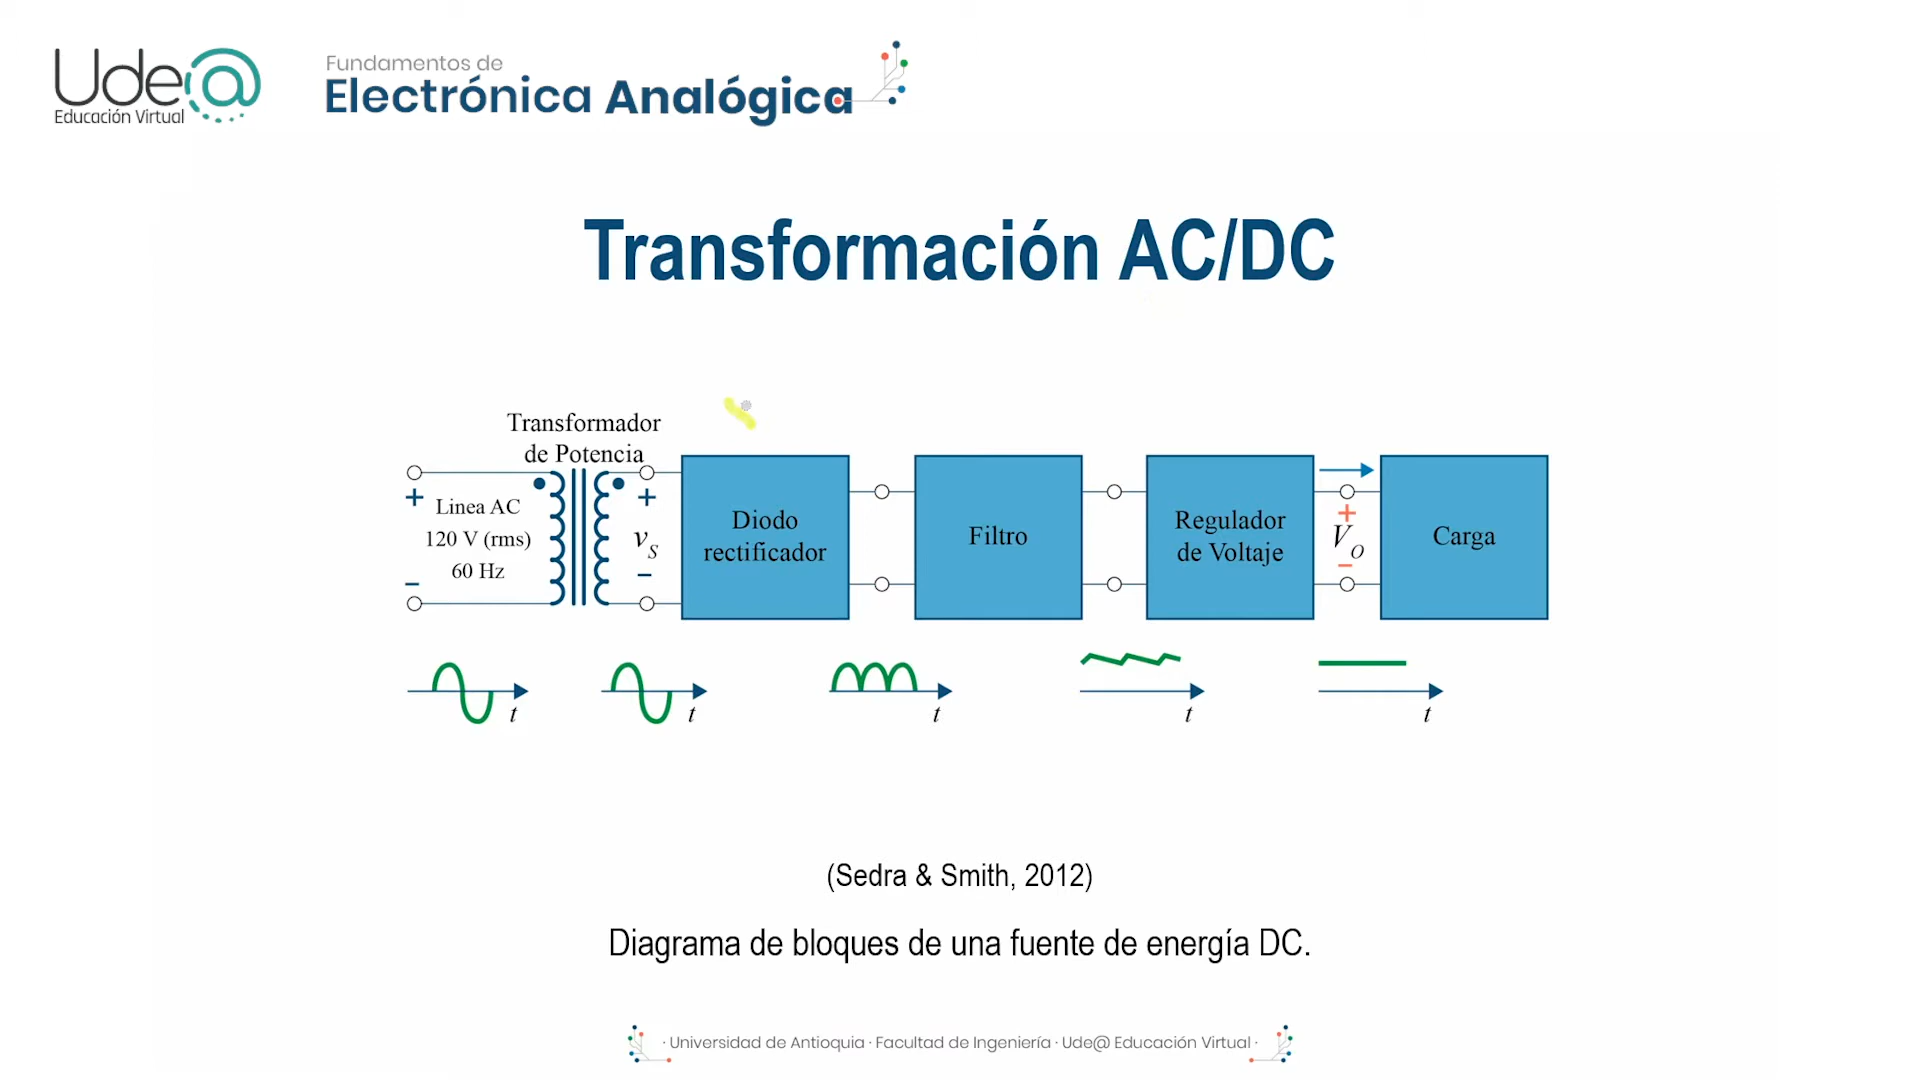 Ude@
Educación Virtual
Fundamentos de
Electrónica Analógica
Transformación AC/DC
Transformador
de Potencia
+
Linea AC
120 V (rms)
60 Hz
−
+
vS
−
Diodo
rectificador
Filtro
Regulador
de Voltaje
+
VO
−
Carga
t
t
t
t
t
(Sedra & Smith, 2012)
Diagrama de bloques de una fuente de energía DC.
· Universidad de Antioquia · Facultad de Ingeniería · Ude@ Educación Virtual ·